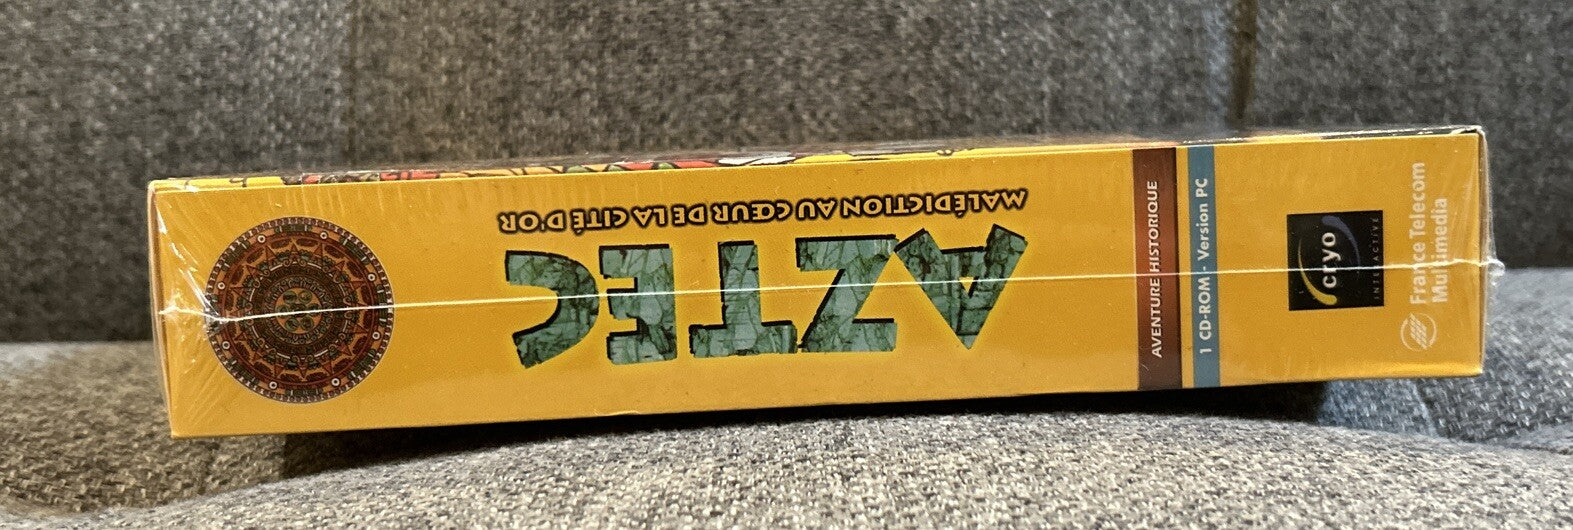 AZTEC
MALÉDICTION AU CŒUR DE LA CITÉ D'OR
AVENTURE HISTORIQUE
1 CD-ROM - Version PC
cryo
INTERACTIVE
France Telecom
Multimedia